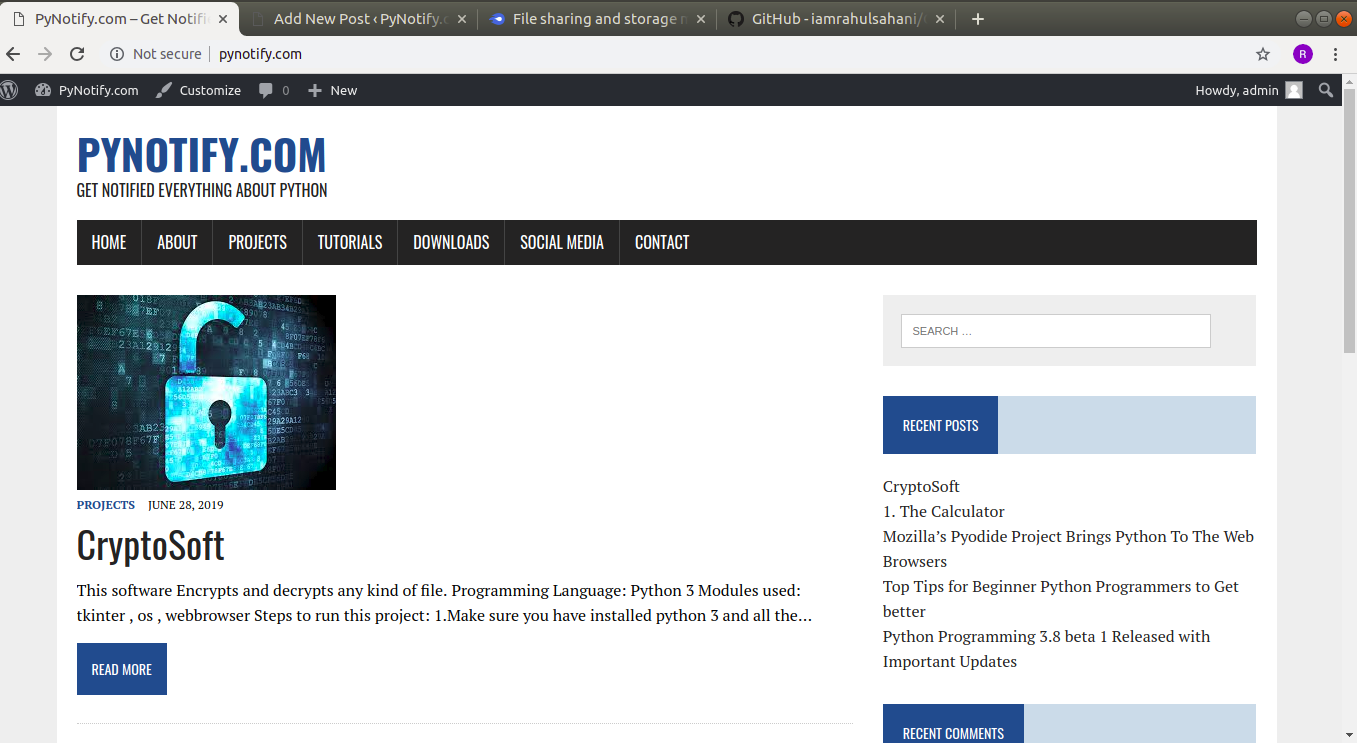 PyNotify.com – Get Notifi
Add New Post ‹ PyNotify.c
File sharing and storage
GitHub - iamrahulsahani/
Not secure
pynotify.com
R
PyNotify.com
Customize
0
New
Howdy, admin
PYNOTIFY.COM
GET NOTIFIED EVERYTHING ABOUT PYTHON
HOME
ABOUT
PROJECTS
TUTORIALS
DOWNLOADS
SOCIAL MEDIA
CONTACT
PROJECTS
JUNE 28, 2019
CryptoSoft
This software Encrypts and decrypts any kind of file. Programming Language: Python 3 Modules used:
tkinter , os , webbrowser Steps to run this project: 1.Make sure you have installed python 3 and all the…
READ MORE
SEARCH …
RECENT POSTS
CryptoSoft
1. The Calculator
Mozilla’s Pyodide Project Brings Python To The Web
Browsers
Top Tips for Beginner Python Programmers to Get
better
Python Programming 3.8 beta 1 Released with
Important Updates
RECENT COMMENTS